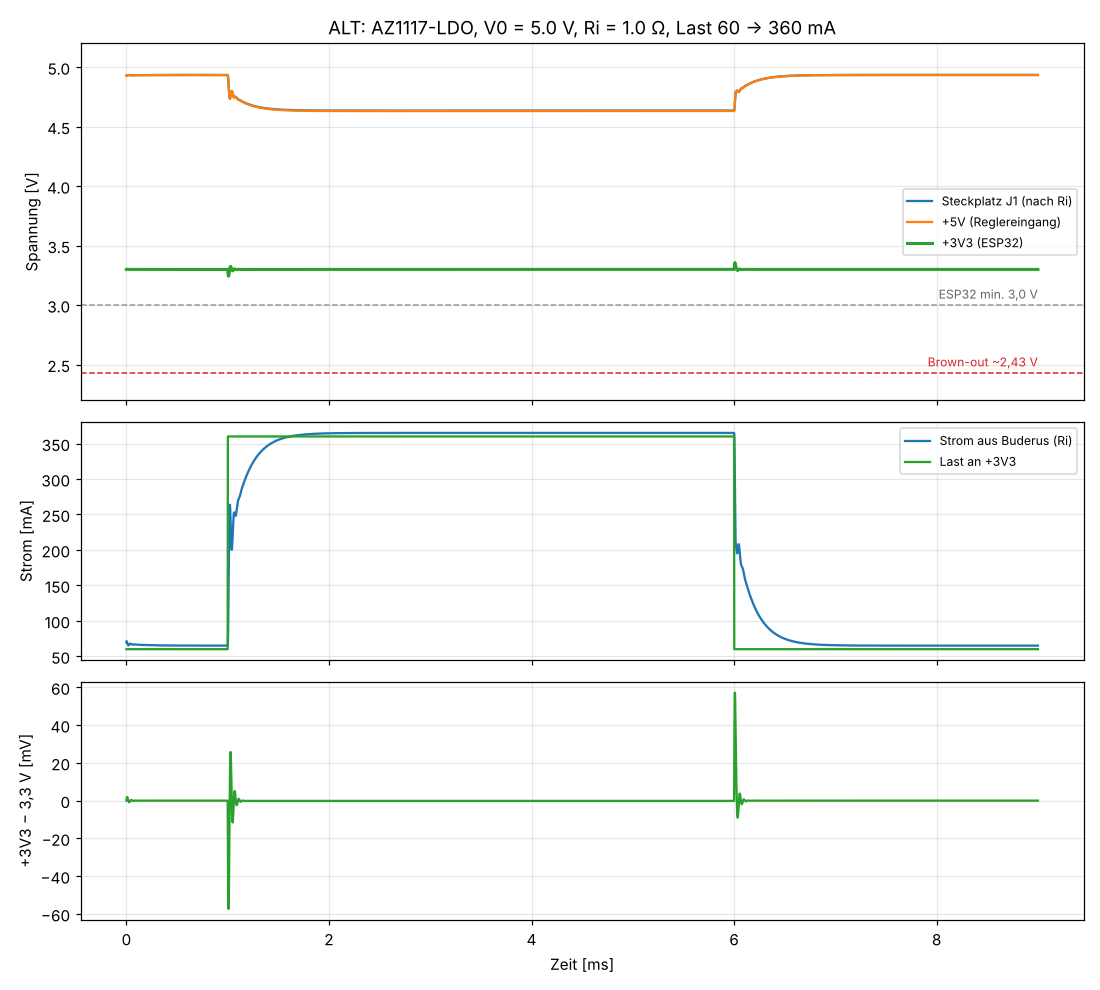 ALT: AZ1117-LDO, V0 = 5.0 V, Ri = 1.0 Ω, Last 60 → 360 mA
Spannung [V]
5.0
4.5
4.0
3.5
3.0
2.5
Steckplatz J1 (nach Ri)
+5V (Reglereingang)
+3V3 (ESP32)
ESP32 min. 3,0 V
Brown-out ~2,43 V
Strom [mA]
350
300
250
200
150
100
50
Strom aus Buderus (Ri)
Last an +3V3
+3V3 − 3,3 V [mV]
60
40
20
0
−20
−40
−60
0
2
4
6
8
Zeit [ms]